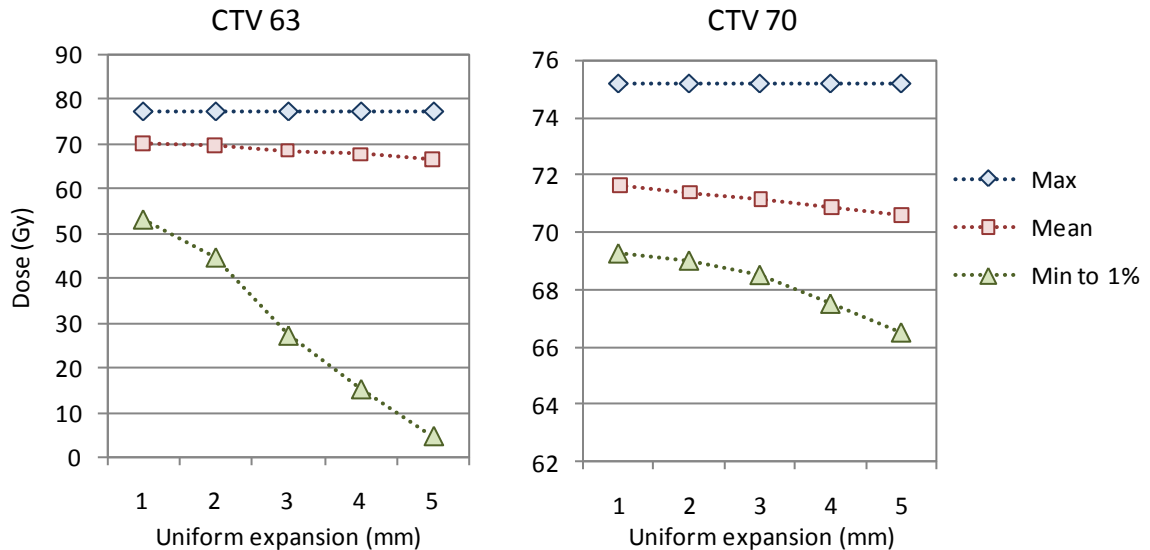 CTV 63
CTV 70
Dose (Gy)
90
80
70
60
50
40
30
20
10
0
1 2 3 4 5
Uniform expansion (mm)
76
74
72
70
68
66
64
62
1 2 3 4 5
Uniform expansion (mm)
Max
Mean
Min to 1%